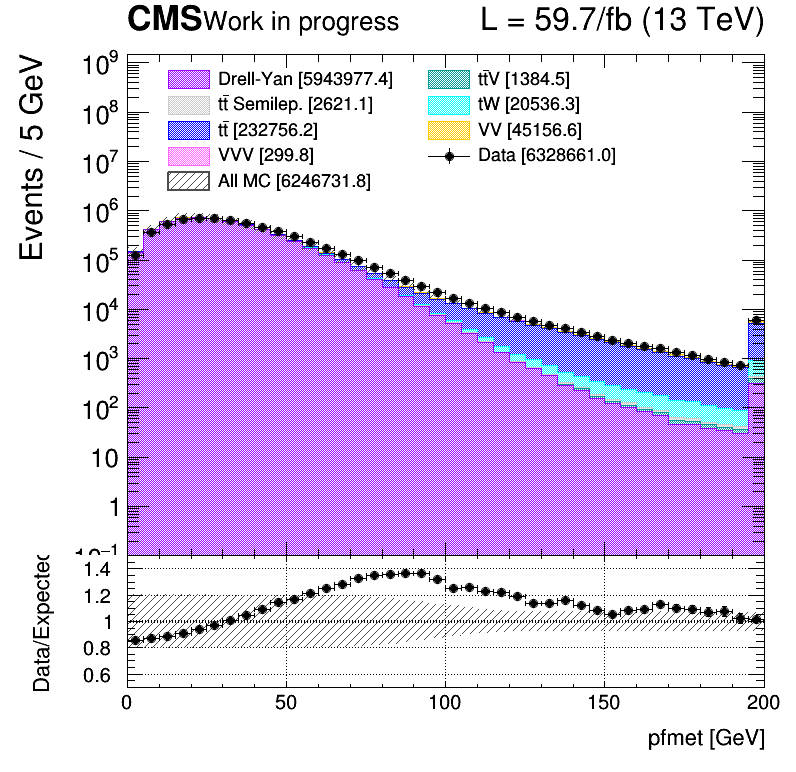 CMS Work in progress L = 59.7/fb (13 TeV)
Events / 5 GeV
10⁹
10⁸
10⁷
10⁶
10⁵
10⁴
10³
10²
10
1
10⁻¹
Drell-Yan [5943977.4]
tt̄ Semilep. [2621.1]
tt̄ [232756.2]
VVV [299.8]
All MC [6246731.8]
tt̄V [1384.5]
tW [20536.3]
VV [45156.6]
Data [6328661.0]
Data/Expected
1.4
1.2
1
0.8
0.6
0 50 100 150 200
pfmet [GeV]